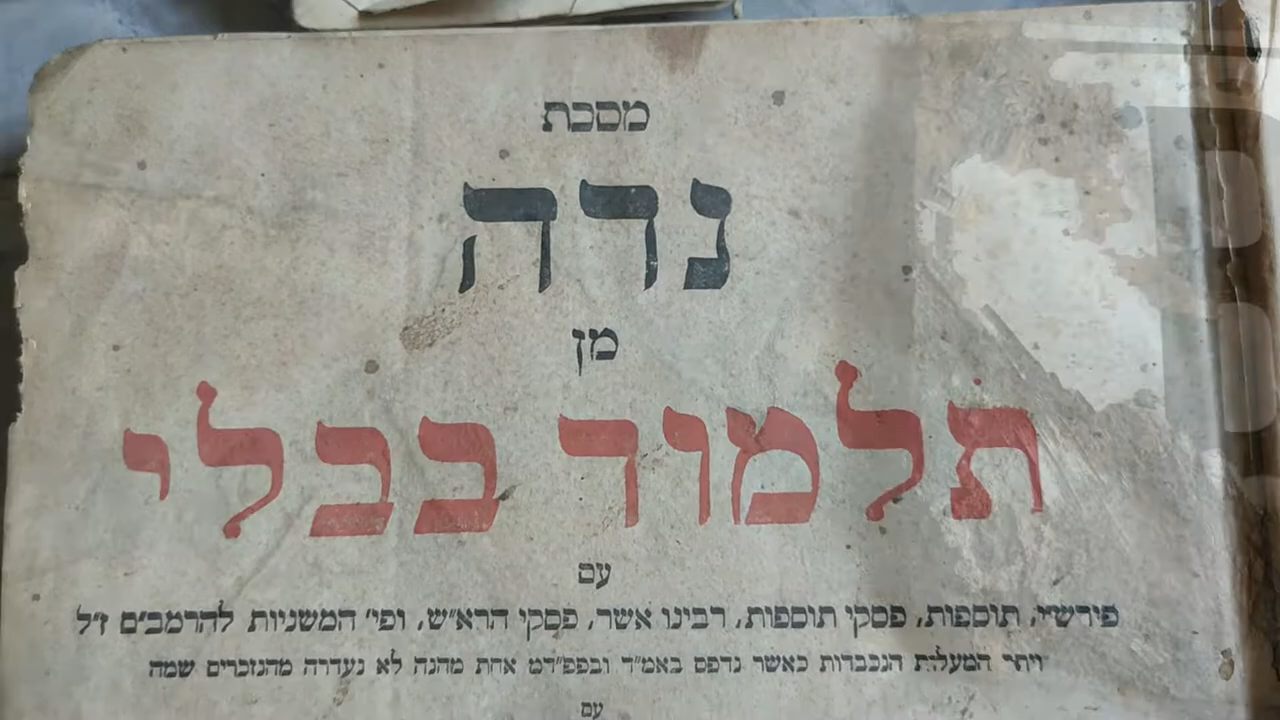 מסכת
נדה
מן
תלמוד בבלי
עם
פירש״י, תוספות, פסקי תוספות, רבינו אשר, פסקי הרא״ש, ופי׳ המשניות להרמב״ם ז״ל
ויתר המעלות הנכבדות כאשר נדפס באמ״ד ובפפ״דמ אחת מהנה לא נעדרה מהנזכרים שמה
עם